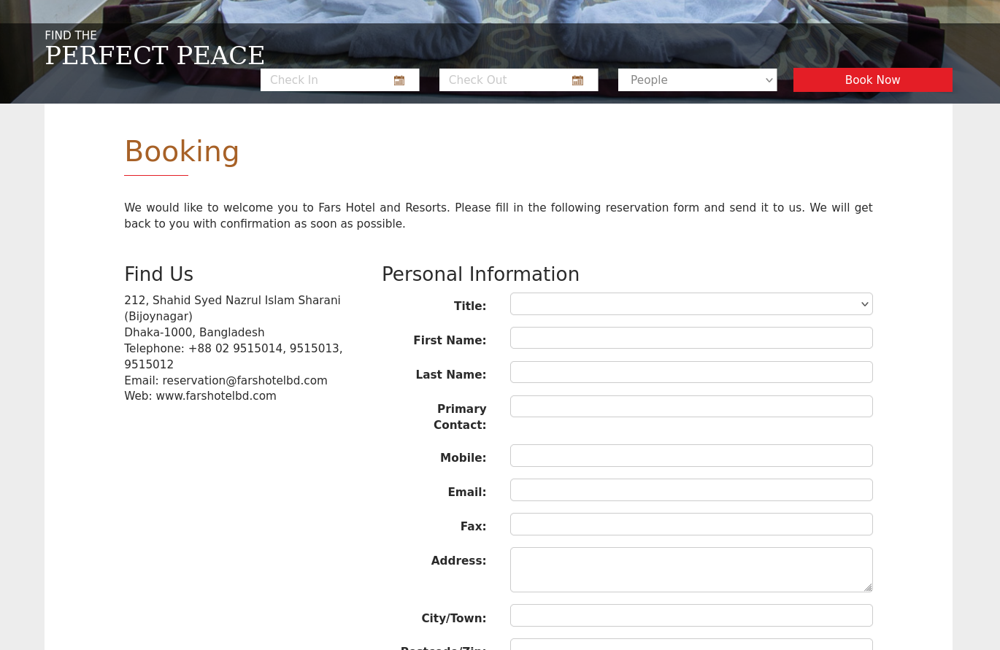 FIND THE
PERFECT PEACE
Check In
Check Out
People
Book Now
Booking
We would like to welcome you to Fars Hotel and Resorts. Please fill in the following reservation form and send it to us. We will get
back to you with confirmation as soon as possible.
Find Us
212, Shahid Syed Nazrul Islam Sharani
(Bijoynagar)
Dhaka-1000, Bangladesh
Telephone: +88 02 9515014, 9515013,
9515012
Email: reservation@farshotelbd.com
Web: www.farshotelbd.com
Personal Information
Title:
First Name:
Last Name:
Primary
Contact:
Mobile:
Email:
Fax:
Address:
City/Town:
Postcode/Zip: